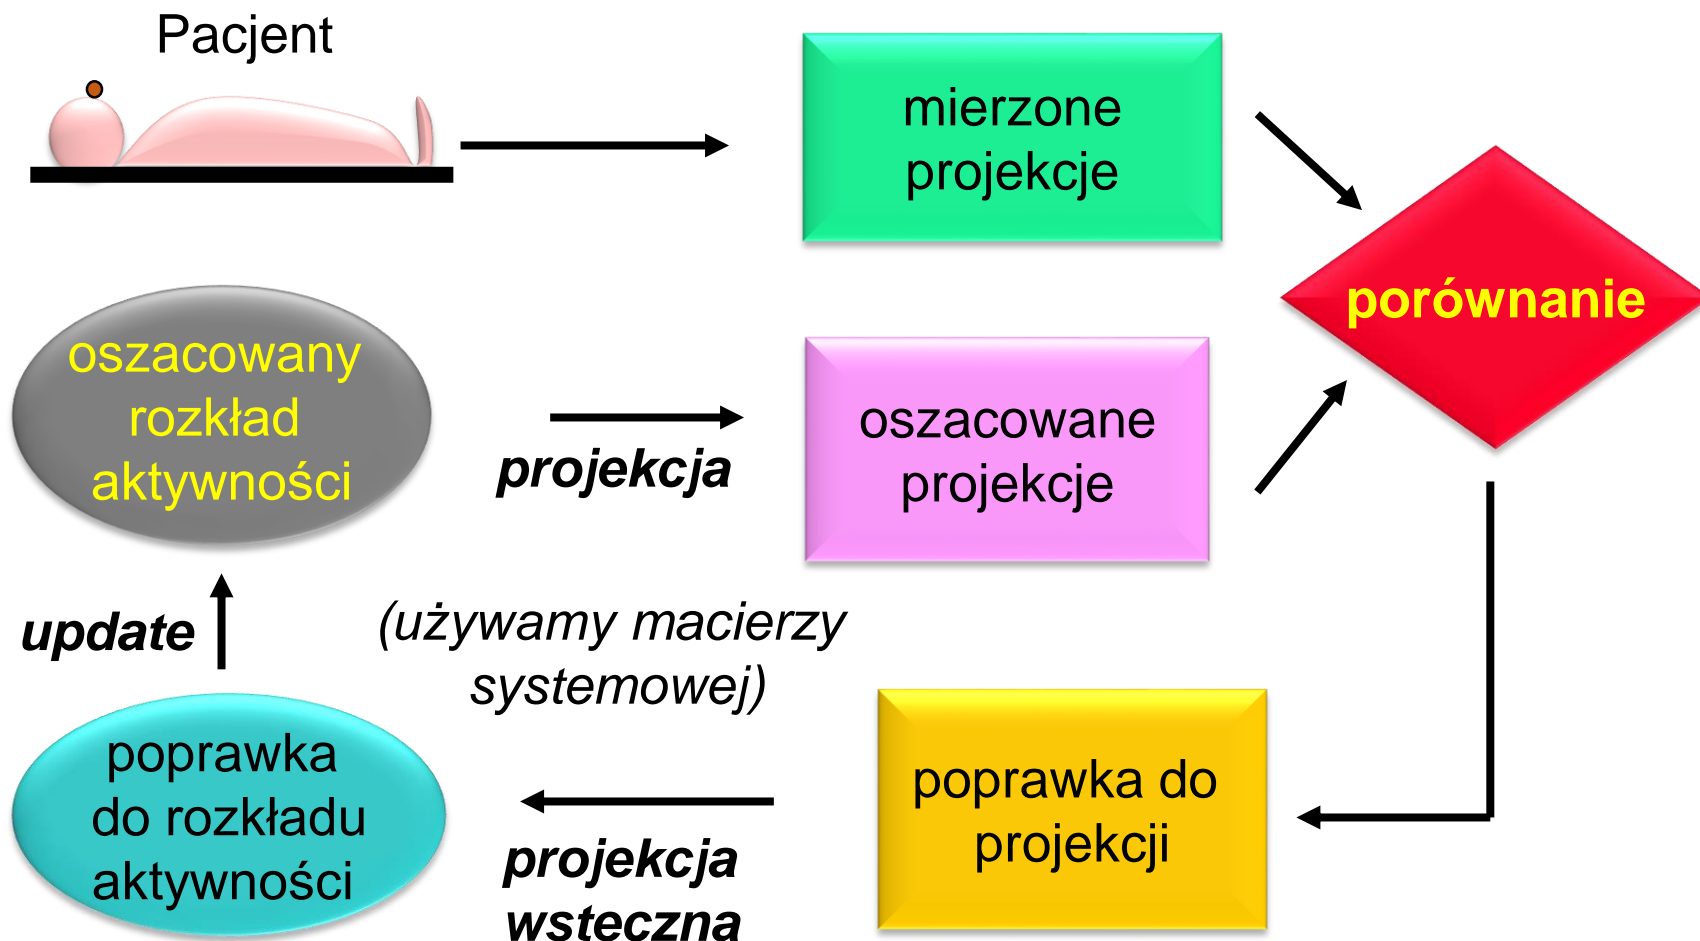 Pacjent
mierzone
projekcje
porównanie
oszacowany
rozkład
aktywności
projekcja
oszacowane
projekcje
update
(używamy macierzy
systemowej)
poprawka
do rozkładu
aktywności
projekcja
wsteczna
poprawka do
projekcji